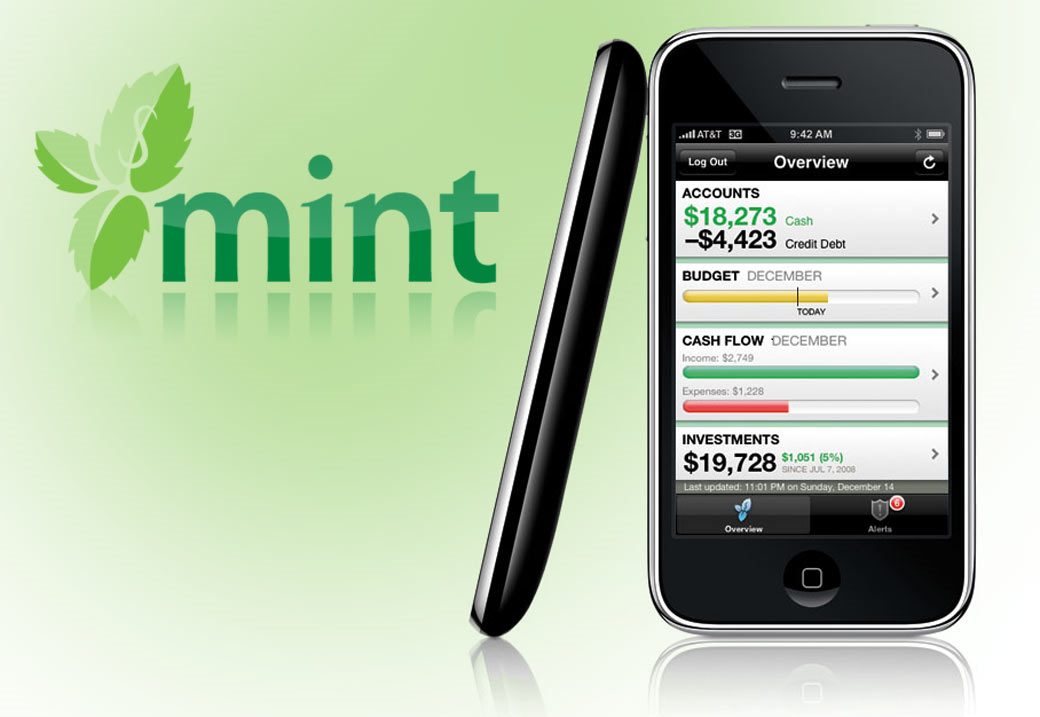 $
mint
AT&T 3G 9:42 AM
Log Out Overview
ACCOUNTS
$18,273 Cash
–$4,423 Credit Debt
BUDGET DECEMBER
TODAY
CASH FLOW DECEMBER
Income: $2,749
Expenses: $1,228
INVESTMENTS
$19,728 $1,051 (5%)
SINCE JUL 7, 2008
Last updated: 11:01 PM on Sunday, December 14
6
Overview Alerts